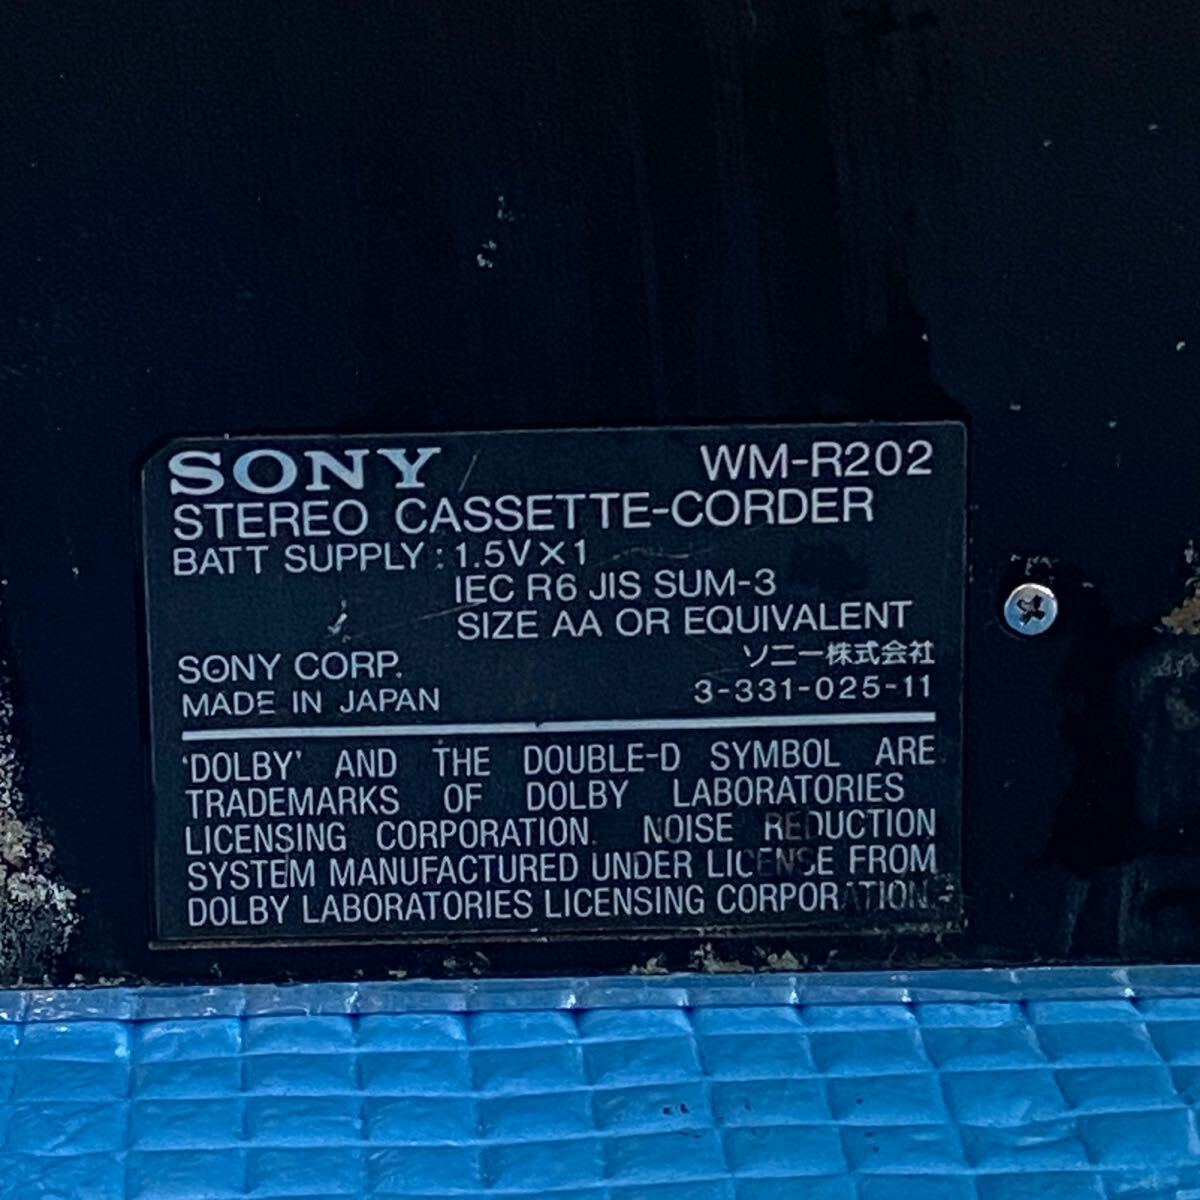 SONY WM-R202
STEREO CASSETTE-CORDER
BATT SUPPLY : 1.5V×1
IEC R6 JIS SUM-3
SIZE AA OR EQUIVALENT
SONY CORP. ソニー株式会社
MADE IN JAPAN 3-331-025-11
'DOLBY' AND THE DOUBLE-D SYMBOL ARE
TRADEMARKS OF DOLBY LABORATORIES
LICENSING CORPORATION. NOISE REDUCTION
SYSTEM MANUFACTURED UNDER LICENSE FROM
DOLBY LABORATORIES LICENSING CORPORATION.